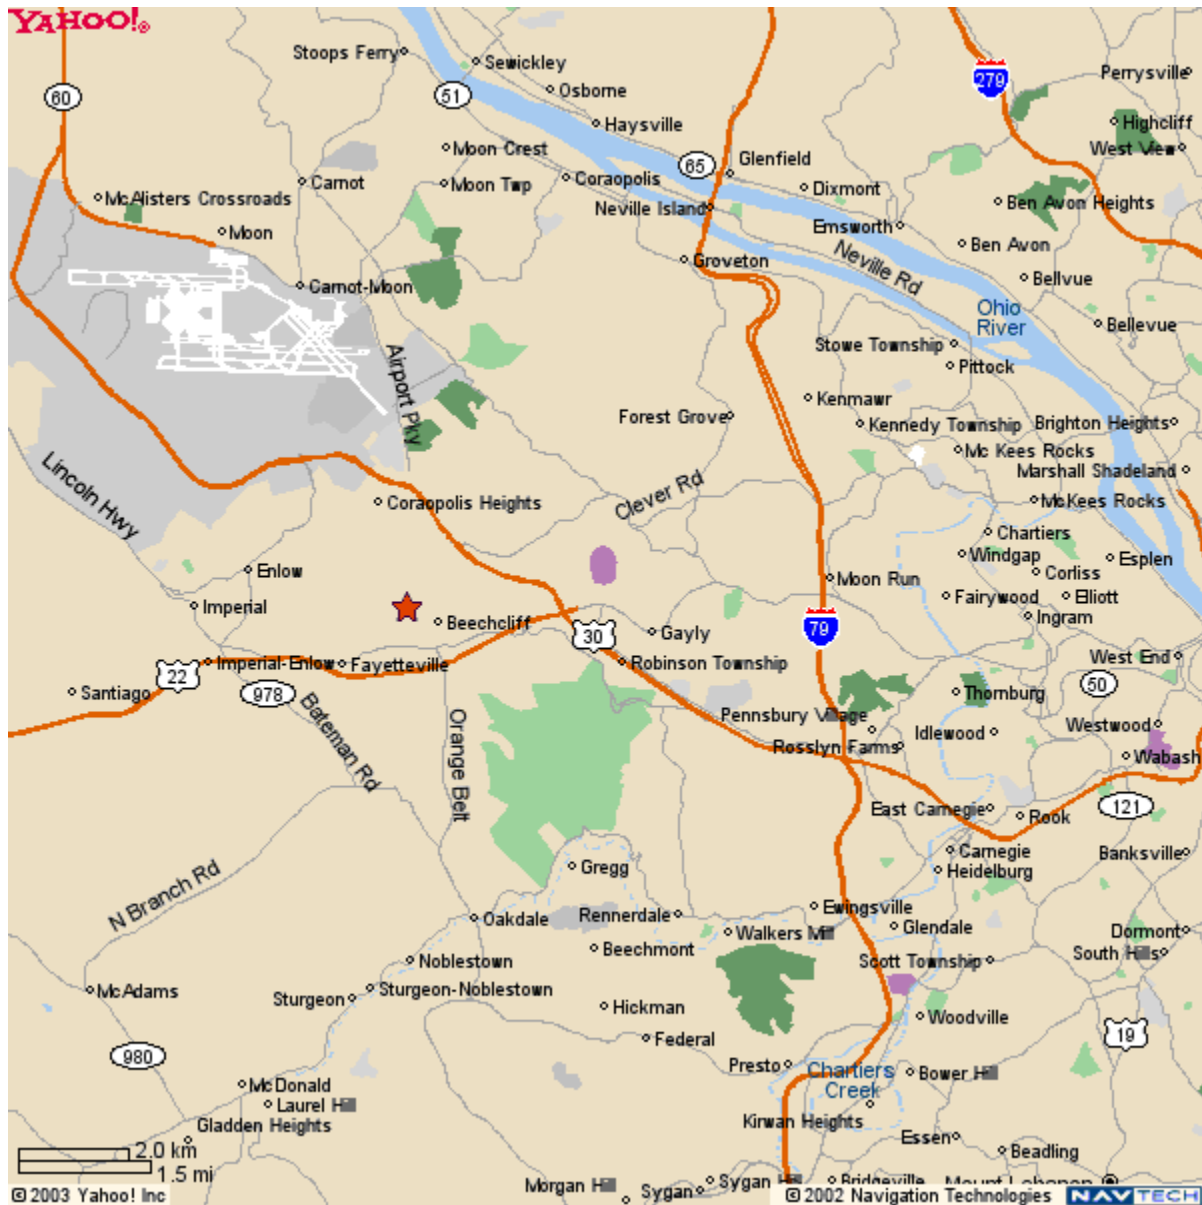 YAHOO!®
Stoops Ferry
Sewickley
279
Perrysville
60
51
Osborne
Highcliff
Haysville
West View
Moon Crest
65
Glenfield
Carnot
Moon Twp
Coraopolis
Dixmont
McAlisters Crossroads
Neville Island
Ben Avon Heights
Moon
Emsworth
Ben Avon
Groveton
Neville Rd
Carnot-Moon
Bellvue
Ohio
River
Bellevue
Airport Pky
Stowe Township
Pittock
Kenmawr
Forest Grove
Kennedy Township
Brighton Heights
Mc Kees Rocks
Marshall Shadeland
Lincoln Hwy
Clever Rd
Coraopolis Heights
McKees Rocks
Chartiers
Windgap
Esplen
Enlow
Corliss
Moon Run
Fairywood
Elliott
Imperial
Ingram
Beechcliff
30
Gayly
79
Imperial-Enlow
Fayetteville
Robinson Township
West End
22
Santiago
978
Thornburg
50
Bateman Rd
Orange Belt
Pennsbury Village
Idlewood
Westwood
Rosslyn Farms
Wabash
East Carnegie
Rook
121
Carnegie
Banksville
Gregg
Heidelburg
N Branch Rd
Oakdale
Rennerdale
Ewingsville
Walkers Mill
Glendale
Dormont
Beechmont
South Hills
Noblestown
Scott Township
McAdams
Sturgeon
Sturgeon-Noblestown
Hickman
Woodville
Federal
19
980
Presto
Chartiers
Creek
Bower Hill
McDonald
Laurel Hill
Gladden Heights
Kirwan Heights
Essen
Beadling
2.0 km
1.5 mi
Morgan Hill
Sygan
Sygan Hill
Bridgeville
Mount Lebanon
© 2003 Yahoo! Inc
© 2002 Navigation Technologies
NAVTECH